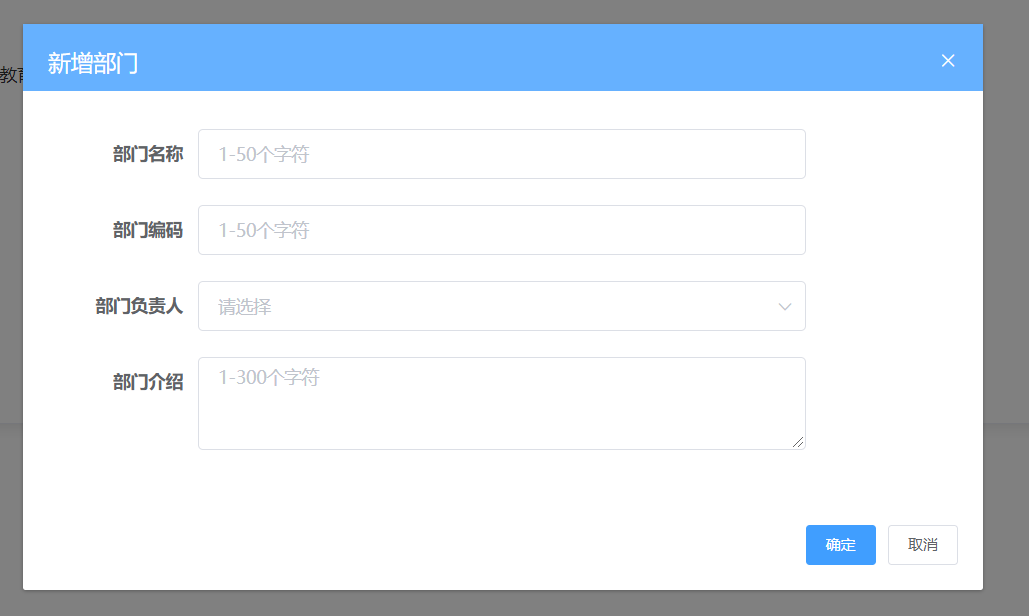 新增部门
教育
部门名称 1-50个字符
部门编码 1-50个字符
部门负责人 请选择
部门介绍 1-300个字符
确定 取消